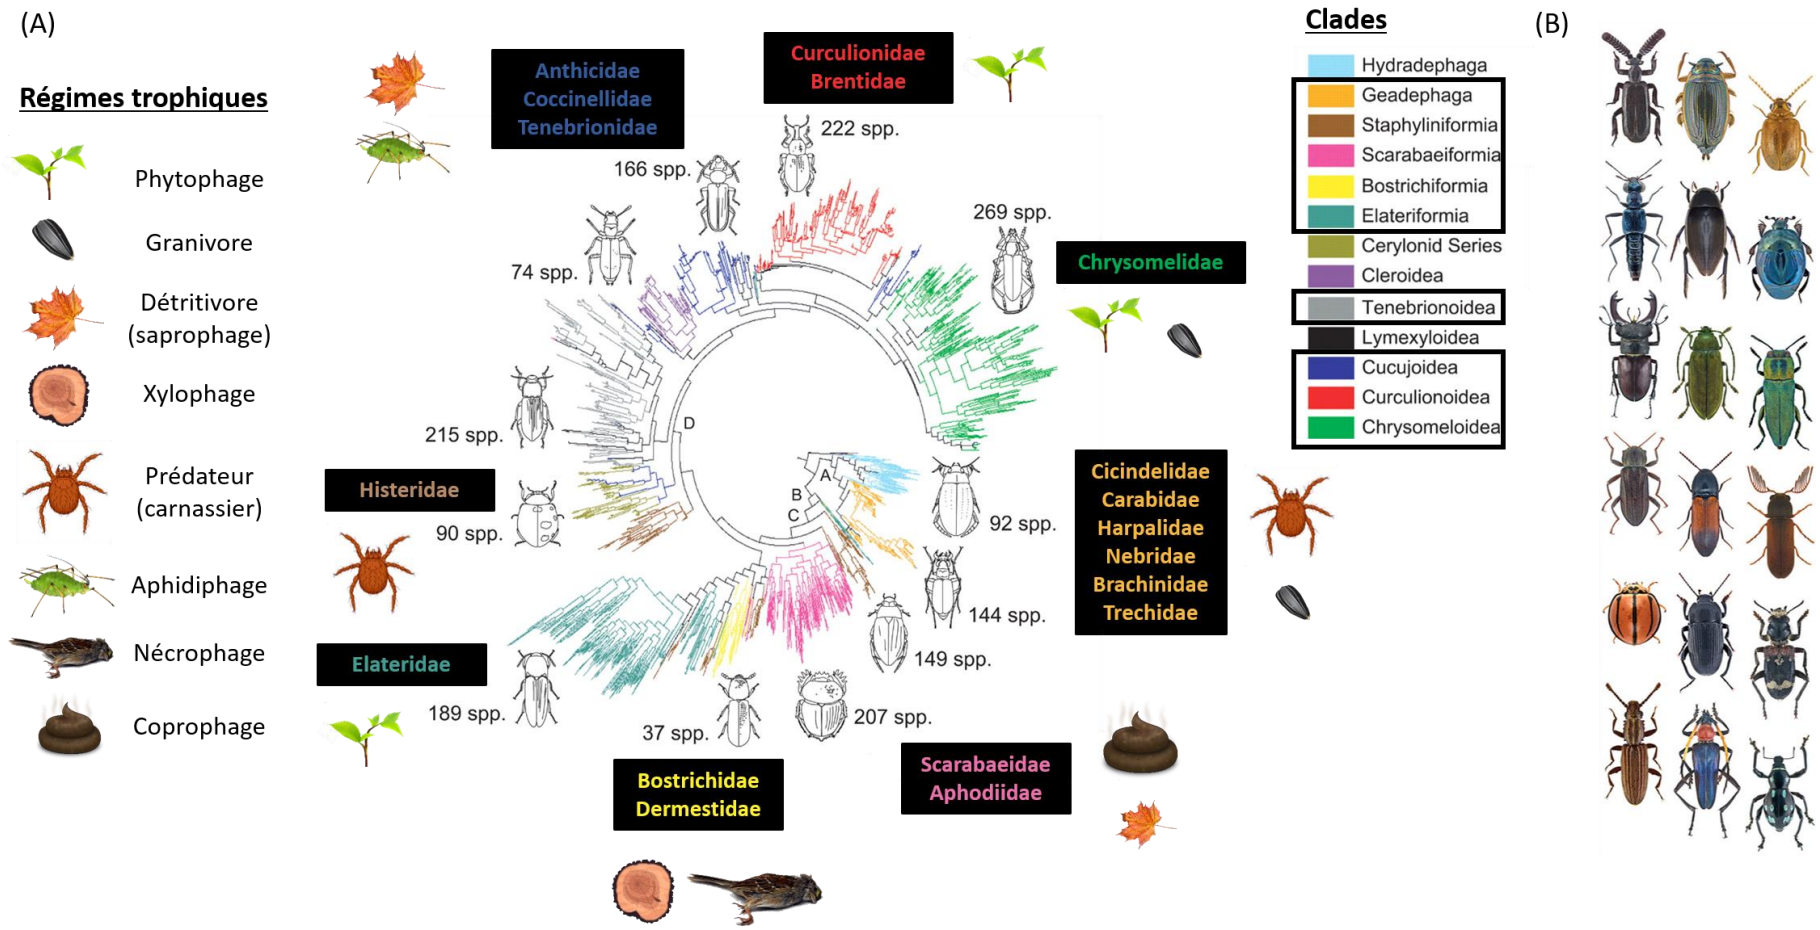 (A)
Régimes trophiques
Phytophage
Granivore
Détritivore
(saprophage)
Xylophage
Prédateur
(carnassier)
Aphidiphage
Nécrophage
Coprophage
Anthicidae
Coccinellidae
Tenebrionidae
Curculionidae
Brentidae
222 spp.
166 spp.
269 spp.
74 spp.
Chrysomelidae
215 spp.
D
Histeridae
90 spp.
A
B
C
92 spp.
Cicindelidae
Carabidae
Harpalidae
Nebridae
Brachinidae
Trechidae
144 spp.
149 spp.
Elateridae
189 spp.
37 spp.
207 spp.
Bostrichidae
Dermestidae
Scarabaeidae
Aphodiidae
Clades
Hydradephaga
Geadephaga
Staphyliniformia
Scarabaeiformia
Bostrichiformia
Elateriformia
Cerylonid Series
Cleroidea
Tenebrionoidea
Lymexyloidea
Cucujoidea
Curculionoidea
Chrysomeloidea
(B)